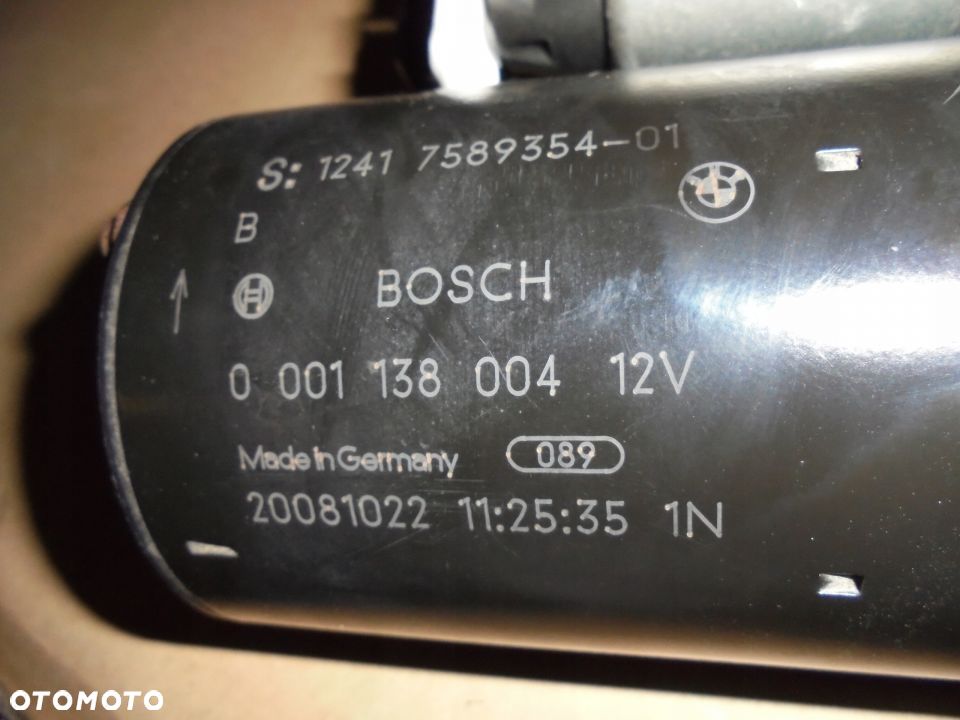 S: 1241 7589354-01
B
BOSCH
0 001 138 004 12V
Made in Germany 089
20081022 11:25:35 1N
OTOMOTO